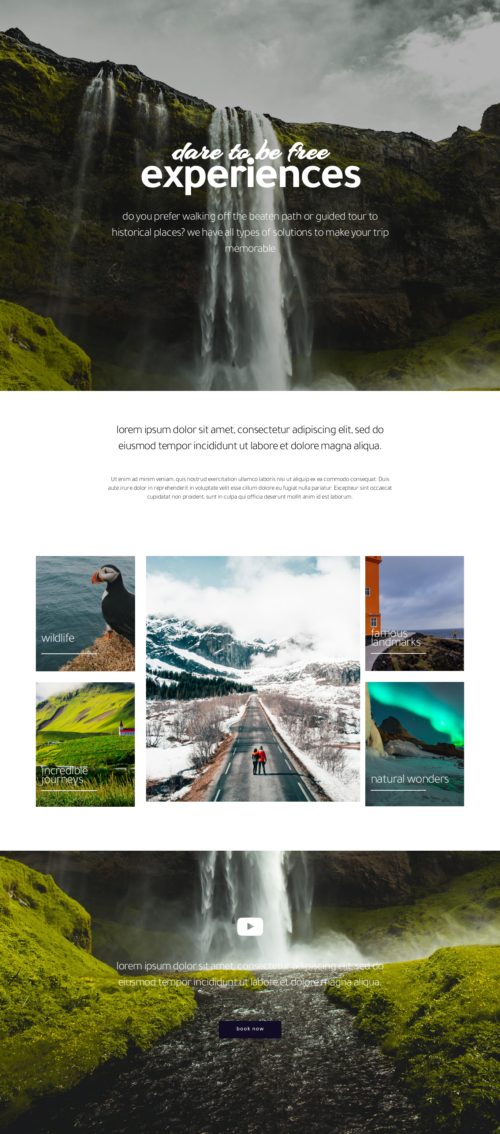 dare to be free
experiences
do you prefer walking off the beaten path or guided tour to
historical places? we have all types of solutions to make your trip
memorable
lorem ipsum dolor sit amet, consectetur adipiscing elit, sed do
eiusmod tempor incididunt ut labore et dolore magna aliqua.
Ut enim ad minim veniam, quis nostrud exercitation ullamco laboris nisi ut aliquip ex ea commodo consequat. Duis
aute irure dolor in reprehenderit in voluptate velit esse cillum dolore eu fugiat nulla pariatur. Excepteur sint occaecat
cupidatat non proident, sunt in culpa qui officia deserunt mollit anim id est laborum.
wildlife
famous
landmarks
incredible
journeys
natural wonders
lorem ipsum dolor sit amet, consectetur adipiscing elit, sed do
eiusmod tempor incididunt ut labore et dolore magna aliqua.
book now